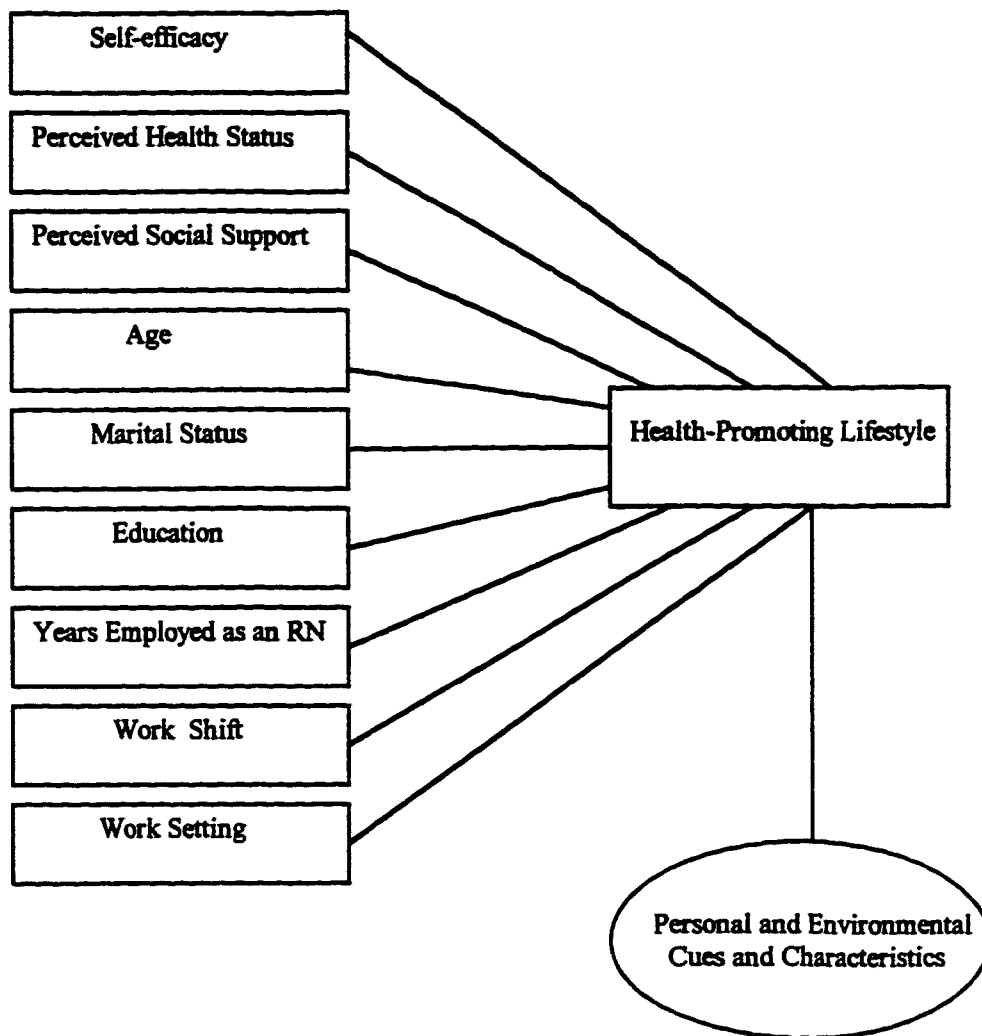 Self-efficacy
Perceived Health Status
Perceived Social Support
Age
Marital Status
Health-Promoting Lifestyle
Education
Years Employed as an RN
Work Shift
Work Setting
Personal and Environmental
Cues and Characteristics